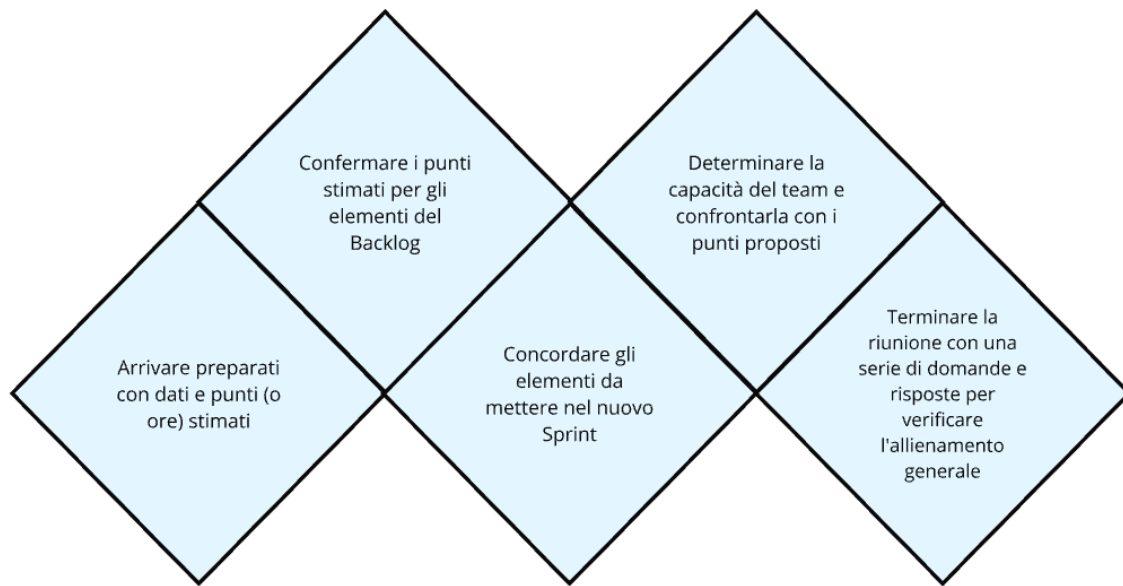 Arrivare preparati
con dati e punti (o
ore) stimati
Confermare i punti
stimati per gli
elementi del
Backlog
Concordare gli
elementi da
mettere nel nuovo
Sprint
Determinare la
capacità del team e
confrontarla con i
punti proposti
Terminare la
riunione con una
serie di domande e
risposte per
verificare
l'allienamento
generale